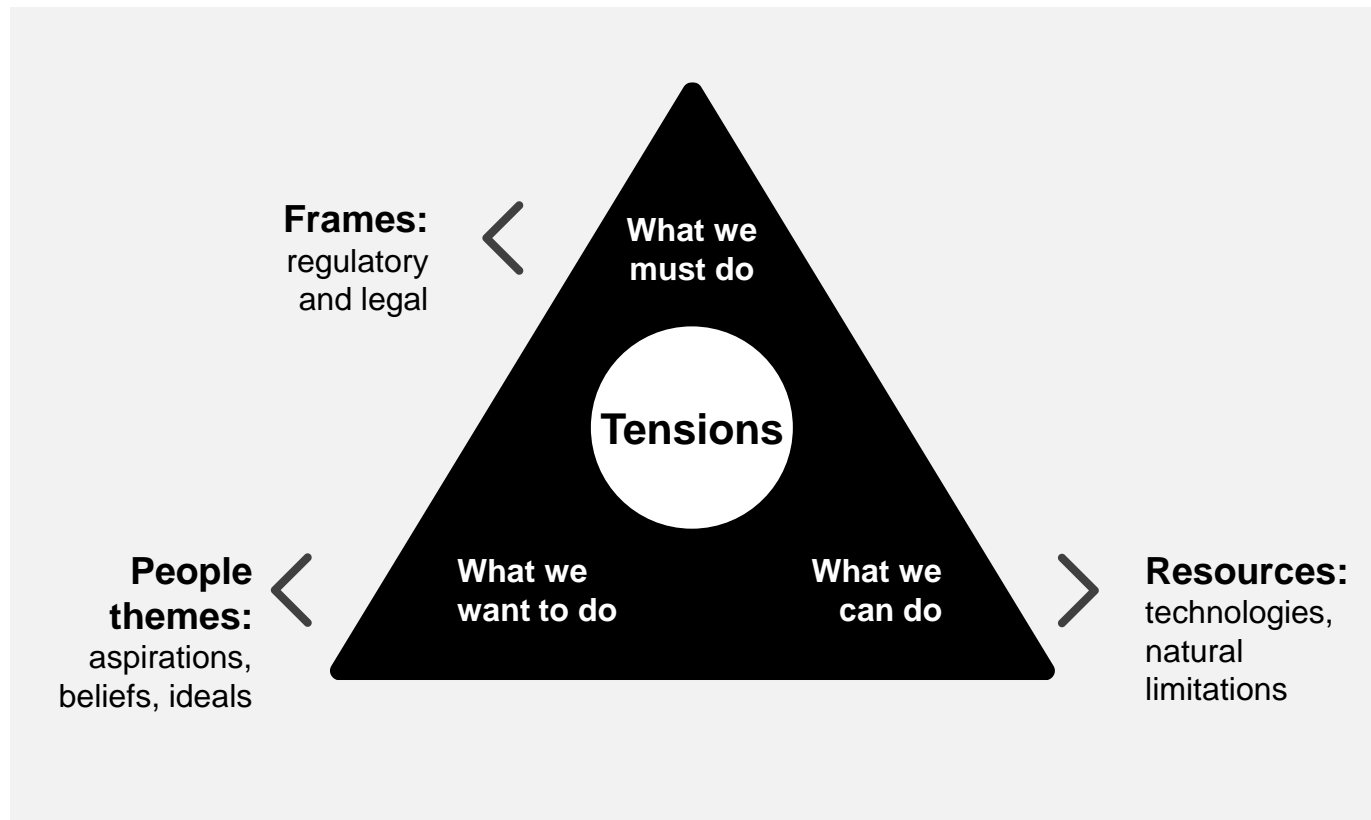 Frames:
regulatory
and legal
What we
must do
Tensions
People
themes:
aspirations,
beliefs, ideals
What we
want to do
What we
can do
Resources:
technologies,
natural
limitations